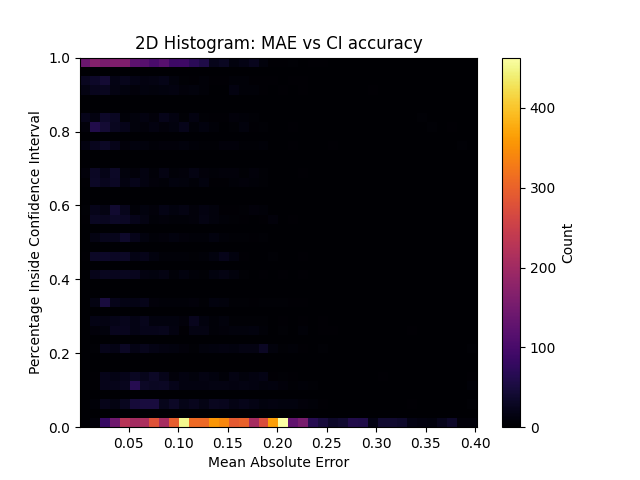 2D Histogram: MAE vs CI accuracy
Percentage Inside Confidence Interval
1.0
0.8
0.6
0.4
0.2
0.0
0.05 0.10 0.15 0.20 0.25 0.30 0.35 0.40
Mean Absolute Error
400
300
200
100
0
Count